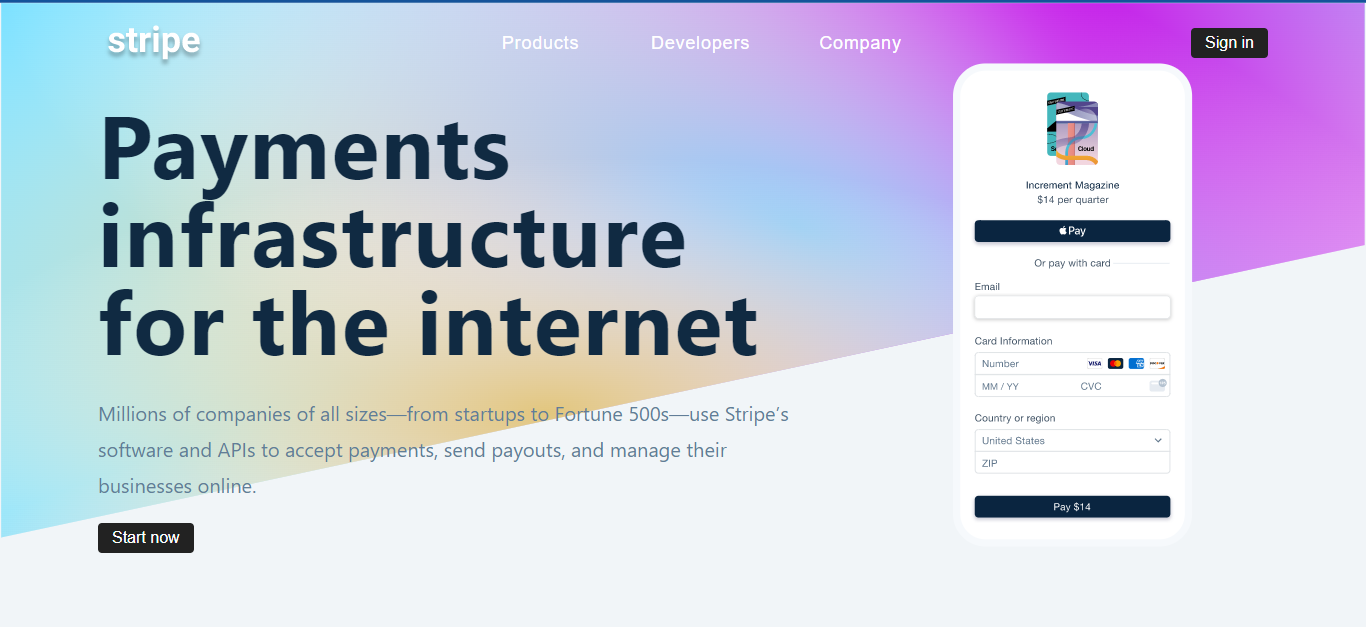 stripe
Products
Developers
Company
Sign in
Payments
infrastructure
for the internet
Millions of companies of all sizes—from startups to Fortune 500s—use Stripe’s
software and APIs to accept payments, send payouts, and manage their
businesses online.
Start now
Cloud
Increment Magazine
$14 per quarter
Pay
Or pay with card
Email
Card Information
Number
VISA
MM / YY
CVC
Country or region
United States
ZIP
Pay $14